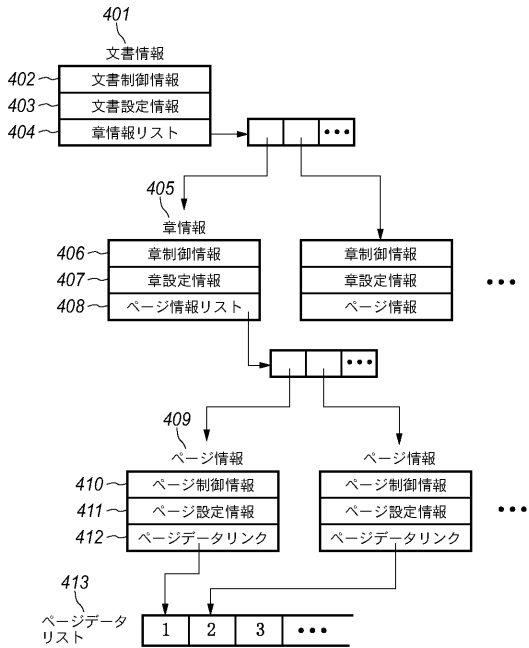 401
文書情報
402
文書制御情報
403
文書設定情報
404
章情報リスト
405
章情報
406
章制御情報
章制御情報
407
章設定情報
章設定情報
408
ページ情報リスト
ページ情報
409
ページ情報
ページ情報
410
ページ制御情報
ページ制御情報
411
ページ設定情報
ページ設定情報
412
ページデータリンク
ページデータリンク
413
ページデータ
リスト
1
2
3